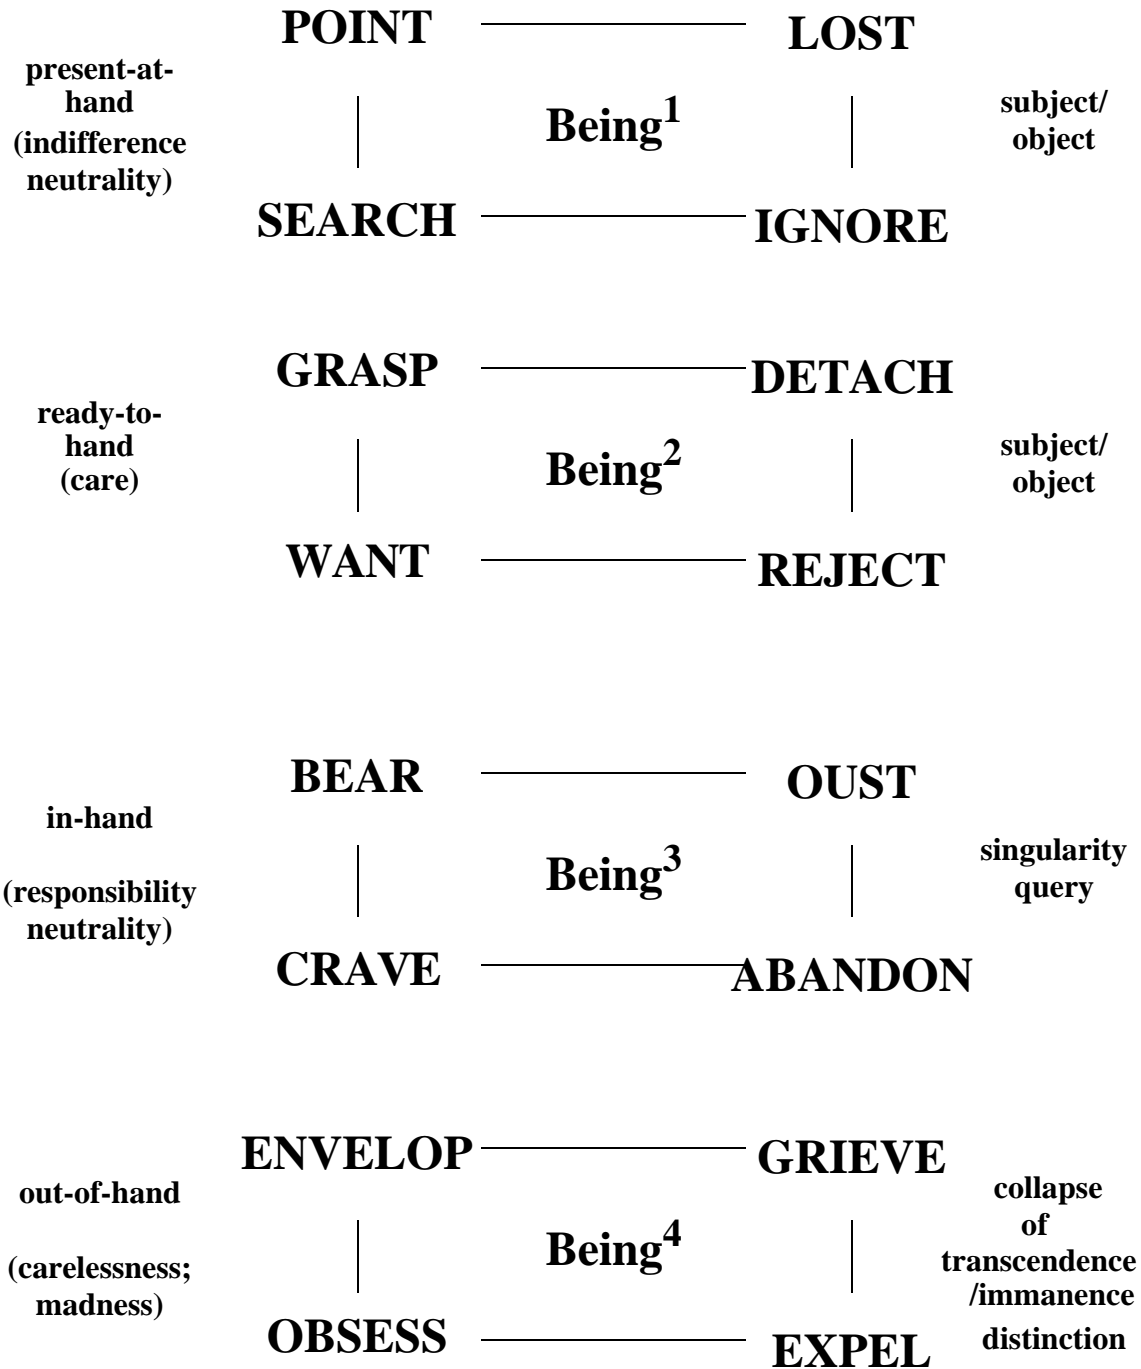 POINT
LOST
present-at-
hand
(indifference
neutrality)
Being1
subject/
object
SEARCH
IGNORE
GRASP
DETACH
ready-to-
hand
(care)
Being2
subject/
object
WANT
REJECT
BEAR
OUST
in-hand
(responsibility
neutrality)
Being3
singularity
query
CRAVE
ABANDON
ENVELOP
GRIEVE
out-of-hand
(carelessness;
madness)
Being4
collapse
of
transcendence
/immanence
distinction
OBSESS
EXPEL